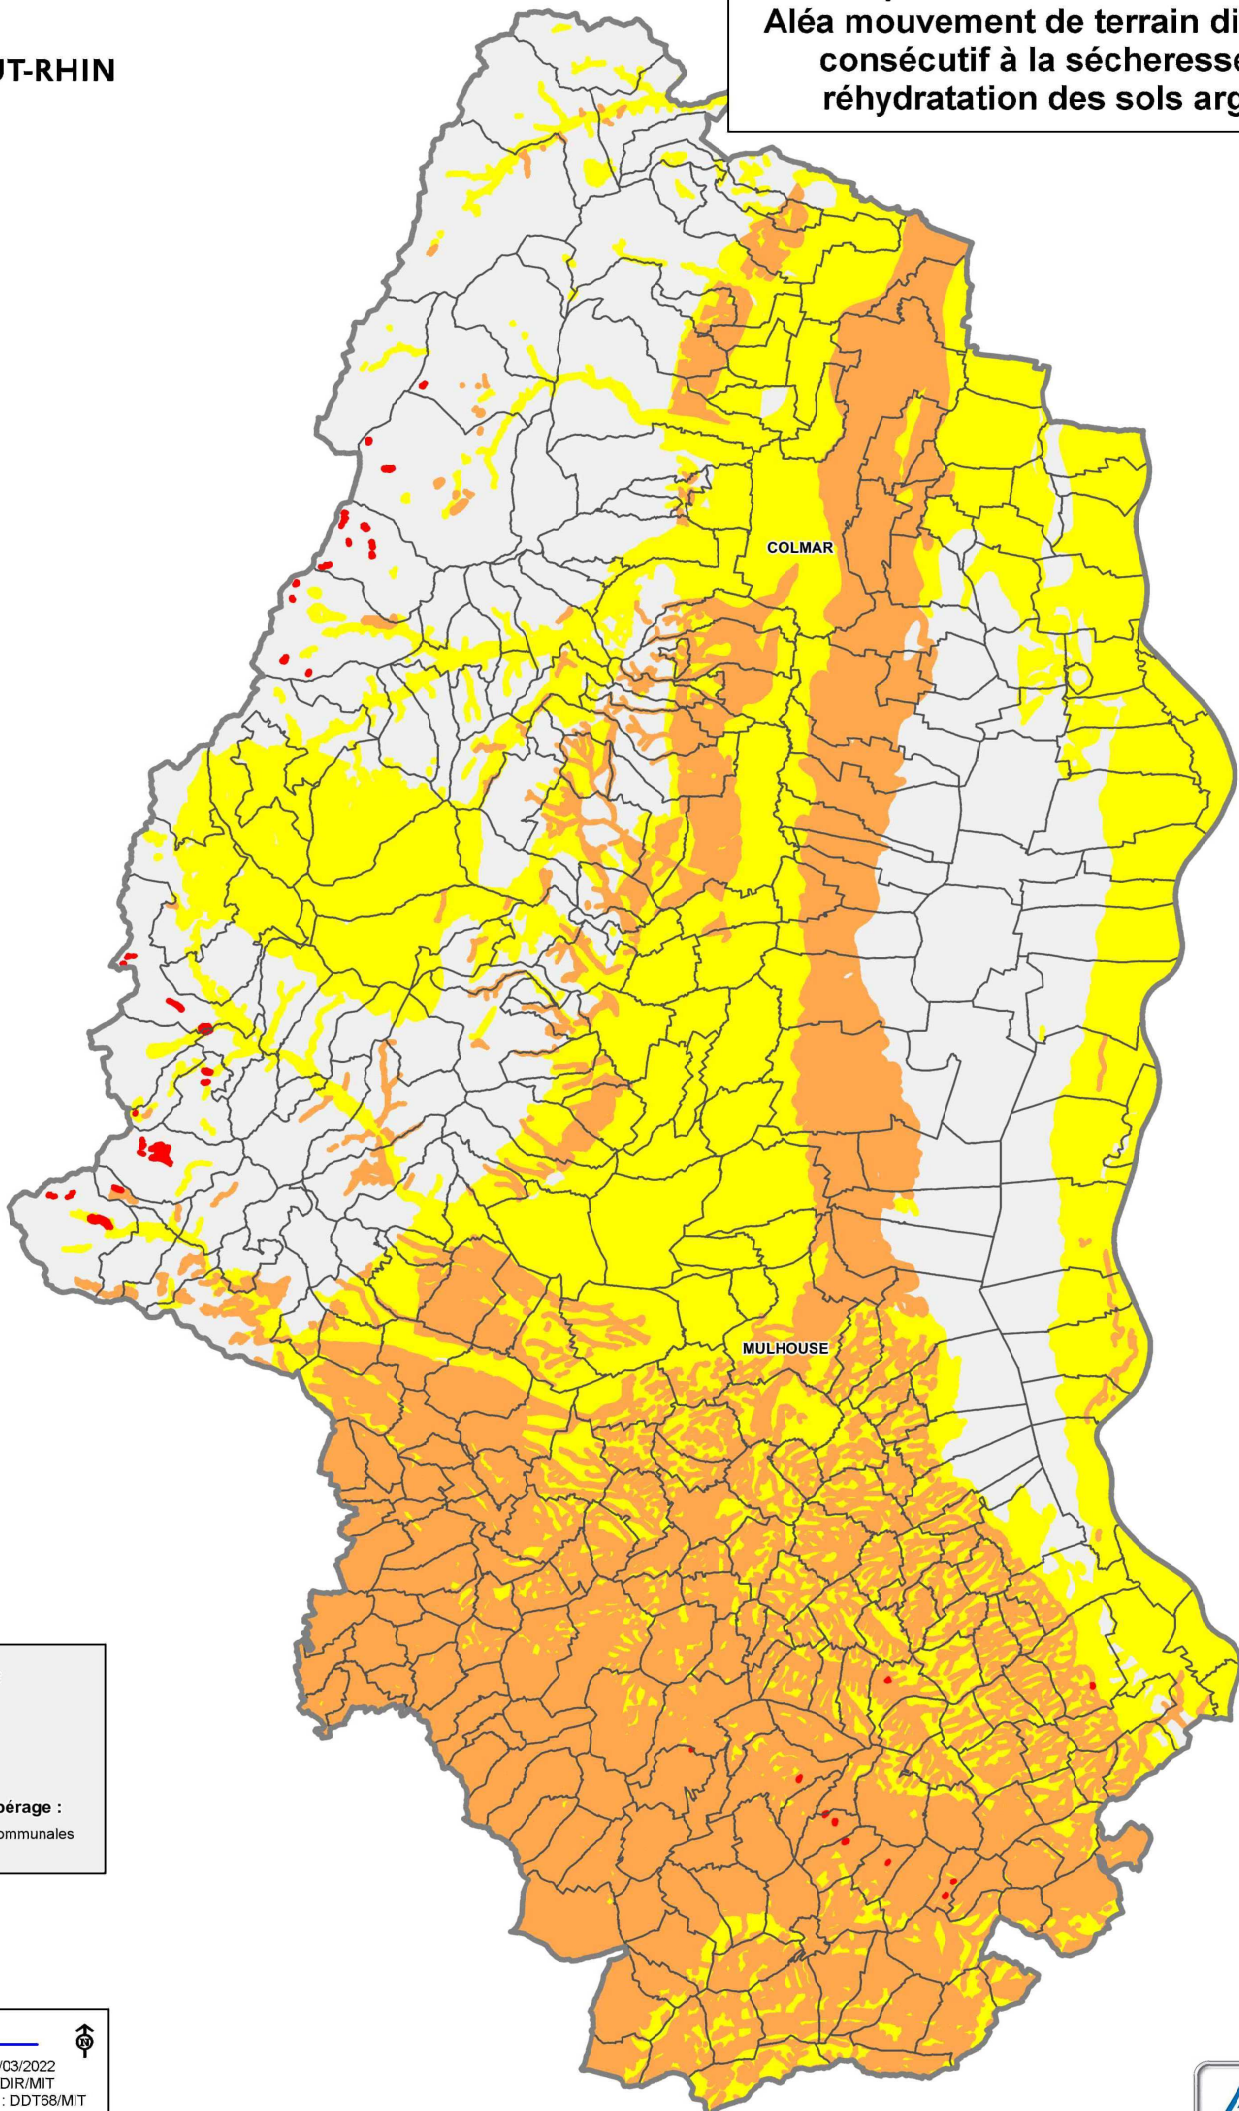 UT-RHIN
Aléa mouvement de terrain di
consécutif à la sécheresse
réhydratation des sols arg
COLMAR
MULHOUSE
pérage :
ommunales
/03/2022
DIR/MIT
: DDT68/MIT
N